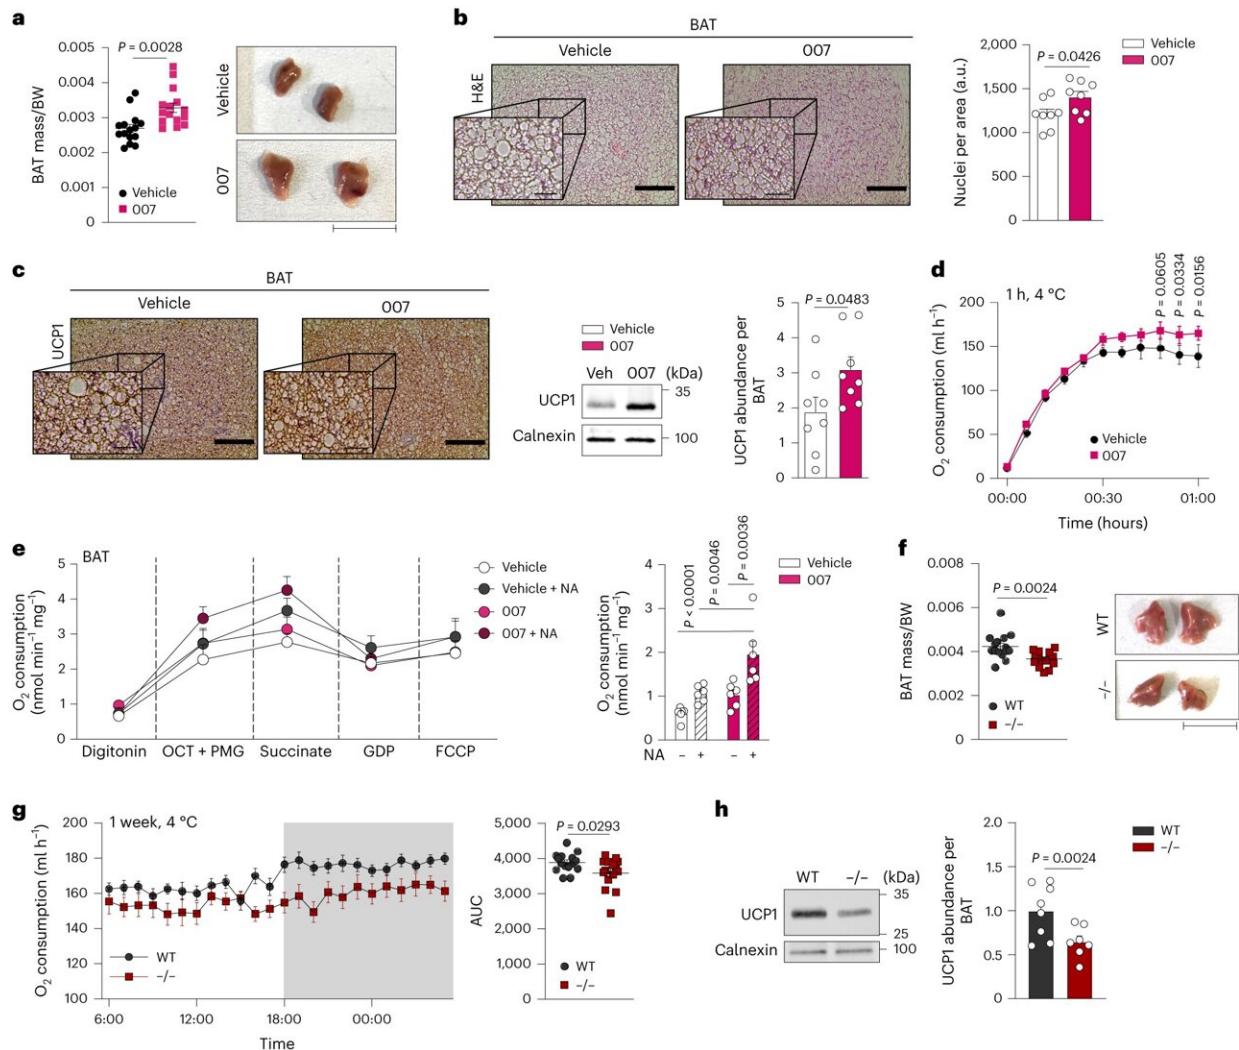 a
BAT mass/BW
0.005
0.004
0.003
0.002
0.001
0
P = 0.0028
Vehicle
007
Vehicle
007
b
BAT
Vehicle
007
H&E
Nuclei per area (a.u.)
2,000
1,500
1,000
500
0
P = 0.0426
Vehicle
007
c
BAT
Vehicle
007
UCP1
Vehicle
007
Veh 007 (kDa)
UCP1
35
Calnexin
100
UCP1 abundance per
BAT
5
4
3
2
1
0
P = 0.0483
d
1 h, 4 °C
P = 0.0605
P = 0.0334
P = 0.0156
O₂ consumption (ml h⁻¹)
200
150
100
50
0
Vehicle
007
00:00 00:30 01:00
Time (hours)
e
BAT
O₂ consumption
(nmol min⁻¹ mg⁻¹)
5
4
3
2
1
0
Digitonin OCT + PMG Succinate GDP FCCP
Vehicle
Vehicle + NA
007
007 + NA
O₂ consumption
(nmol min⁻¹ mg⁻¹)
4
3
2
1
0
P < 0.0001
P = 0.0046
P = 0.0036
Vehicle
007
NA − + − +
f
BAT mass/BW
0.008
0.006
0.004
0.002
0
P = 0.0024
WT
−/−
WT
−/−
g
1 week, 4 °C
O₂ consumption (ml h⁻¹)
200
180
160
140
120
100
WT
−/−
6:00 12:00 18:00 00:00
Time
AUC
5,000
4,000
3,000
2,000
1,000
0
P = 0.0293
WT
−/−
h
WT −/− (kDa)
UCP1
35
25
Calnexin
100
UCP1 abundance per
BAT
2.0
1.5
1.0
0.5
0
P = 0.0024
WT
−/−